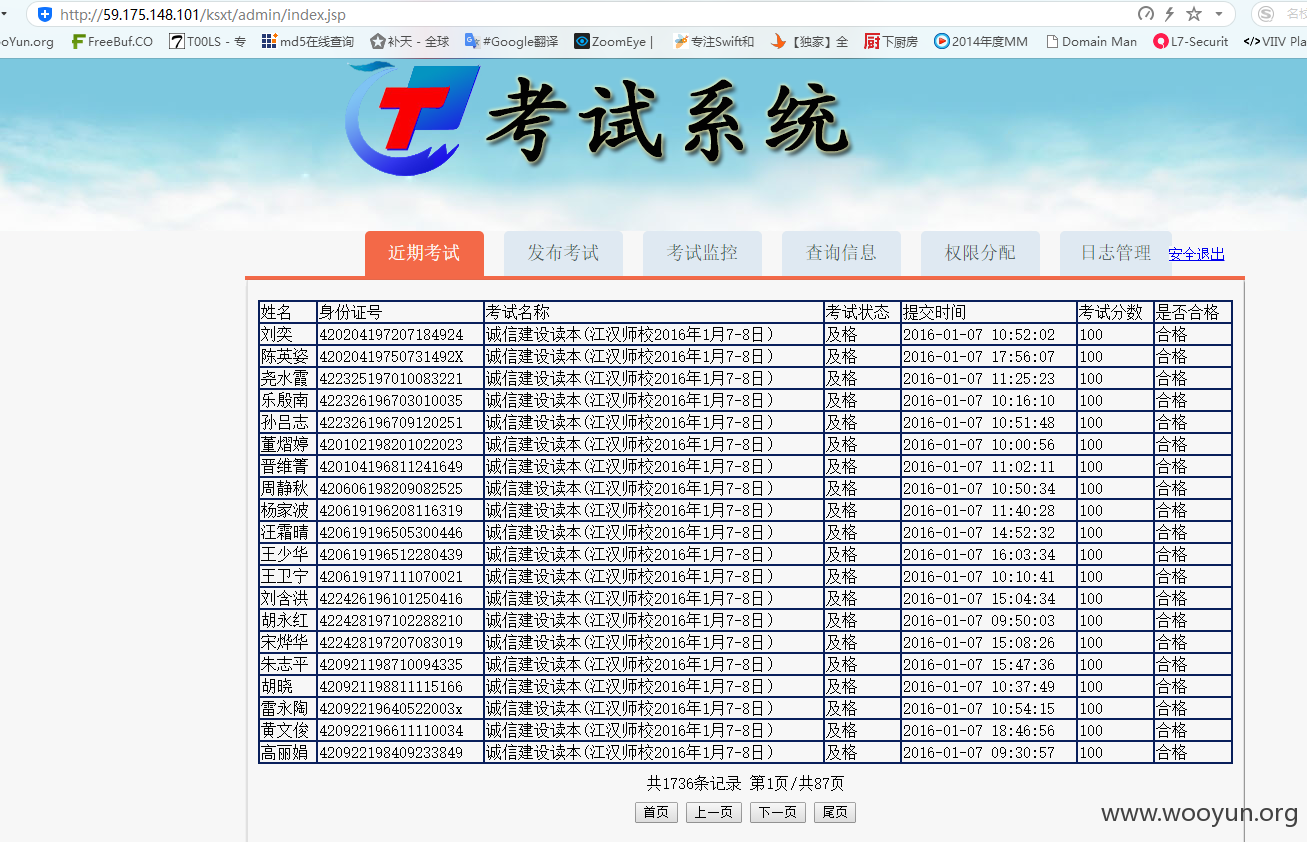 http://59.175.148.101/ksxt/admin/index.jsp
oYun.org FreeBuf.CO T00LS - 专 md5在线查询 补天 - 全球 #Google翻译 ZoomEye | 专注Swift和 【独家】全 下厨房 2014年度MM Domain Man L7-Securit VIIV Pla
考试系统
近期考试 发布考试 考试监控 查询信息 权限分配 日志管理 安全退出
姓名 身份证号 考试名称 考试状态 提交时间 考试分数 是否合格
刘奕 420204197207184924 诚信建设读本(江汉师校2016年1月7-8日) 及格 2016-01-07 10:52:02 100 合格
陈英姿 42020419750731492X 诚信建设读本(江汉师校2016年1月7-8日) 及格 2016-01-07 17:56:07 100 合格
尧水霞 422325197010083221 诚信建设读本(江汉师校2016年1月7-8日) 及格 2016-01-07 11:25:23 100 合格
乐殷南 422326196703010035 诚信建设读本(江汉师校2016年1月7-8日) 及格 2016-01-07 10:16:10 100 合格
孙吕志 422326196709120251 诚信建设读本(江汉师校2016年1月7-8日) 及格 2016-01-07 10:51:48 100 合格
董熠婷 420102198201022023 诚信建设读本(江汉师校2016年1月7-8日) 及格 2016-01-07 10:00:56 100 合格
晋维箐 420104196811241649 诚信建设读本(江汉师校2016年1月7-8日) 及格 2016-01-07 11:02:11 100 合格
周静秋 420606198209082525 诚信建设读本(江汉师校2016年1月7-8日) 及格 2016-01-07 10:50:34 100 合格
杨家波 420619196208116319 诚信建设读本(江汉师校2016年1月7-8日) 及格 2016-01-07 11:40:28 100 合格
汪霜晴 420619196505300446 诚信建设读本(江汉师校2016年1月7-8日) 及格 2016-01-07 14:52:32 100 合格
王少华 420619196512280439 诚信建设读本(江汉师校2016年1月7-8日) 及格 2016-01-07 16:03:34 100 合格
王卫宁 420619197111070021 诚信建设读本(江汉师校2016年1月7-8日) 及格 2016-01-07 10:10:41 100 合格
刘含洪 422426196101250416 诚信建设读本(江汉师校2016年1月7-8日) 及格 2016-01-07 15:04:34 100 合格
胡永红 422428197102288210 诚信建设读本(江汉师校2016年1月7-8日) 及格 2016-01-07 09:50:03 100 合格
宋烨华 422428197207083019 诚信建设读本(江汉师校2016年1月7-8日) 及格 2016-01-07 15:08:26 100 合格
朱志平 420921198710094335 诚信建设读本(江汉师校2016年1月7-8日) 及格 2016-01-07 15:47:36 100 合格
胡晓 420921198811115166 诚信建设读本(江汉师校2016年1月7-8日) 及格 2016-01-07 10:37:49 100 合格
雷永陶 42092219640522003x 诚信建设读本(江汉师校2016年1月7-8日) 及格 2016-01-07 10:54:15 100 合格
黄文俊 420922196611110034 诚信建设读本(江汉师校2016年1月7-8日) 及格 2016-01-07 18:46:56 100 合格
高丽娟 420922198409233849 诚信建设读本(江汉师校2016年1月7-8日) 及格 2016-01-07 09:30:57 100 合格
共1736条记录 第1页/共87页
首页 上一页 下一页 尾页
www.wooyun.org